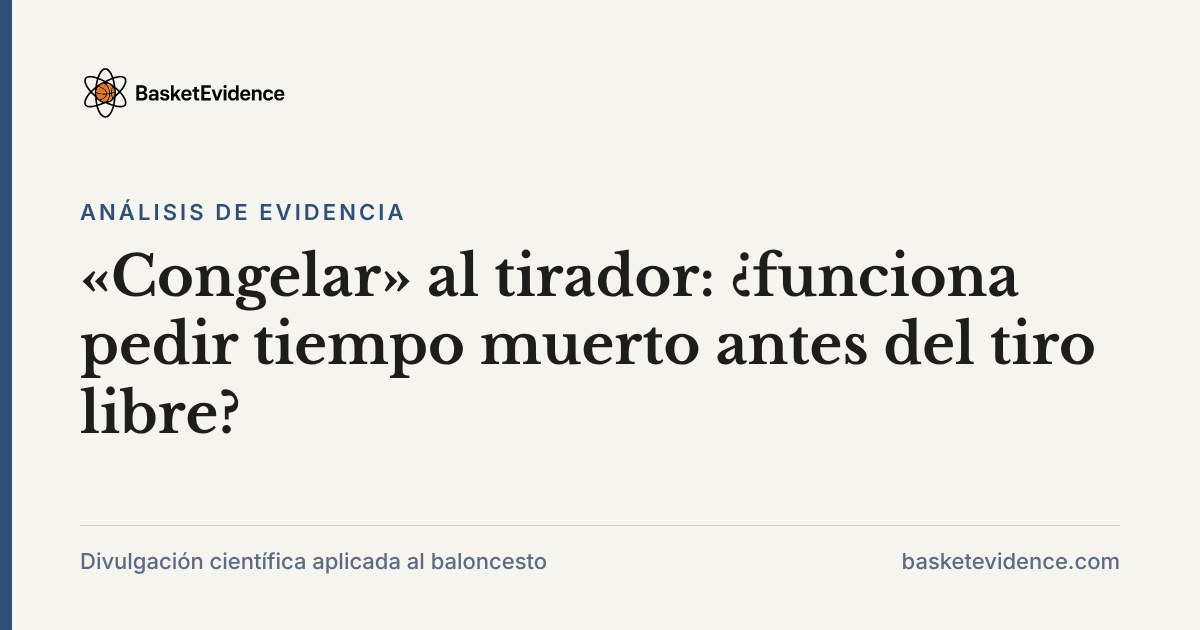 BasketEvidence
ANÁLISIS DE EVIDENCIA
«Congelar» al tirador: ¿funciona
pedir tiempo muerto antes del tiro
libre?
Divulgación científica aplicada al baloncesto
basketevidence.com